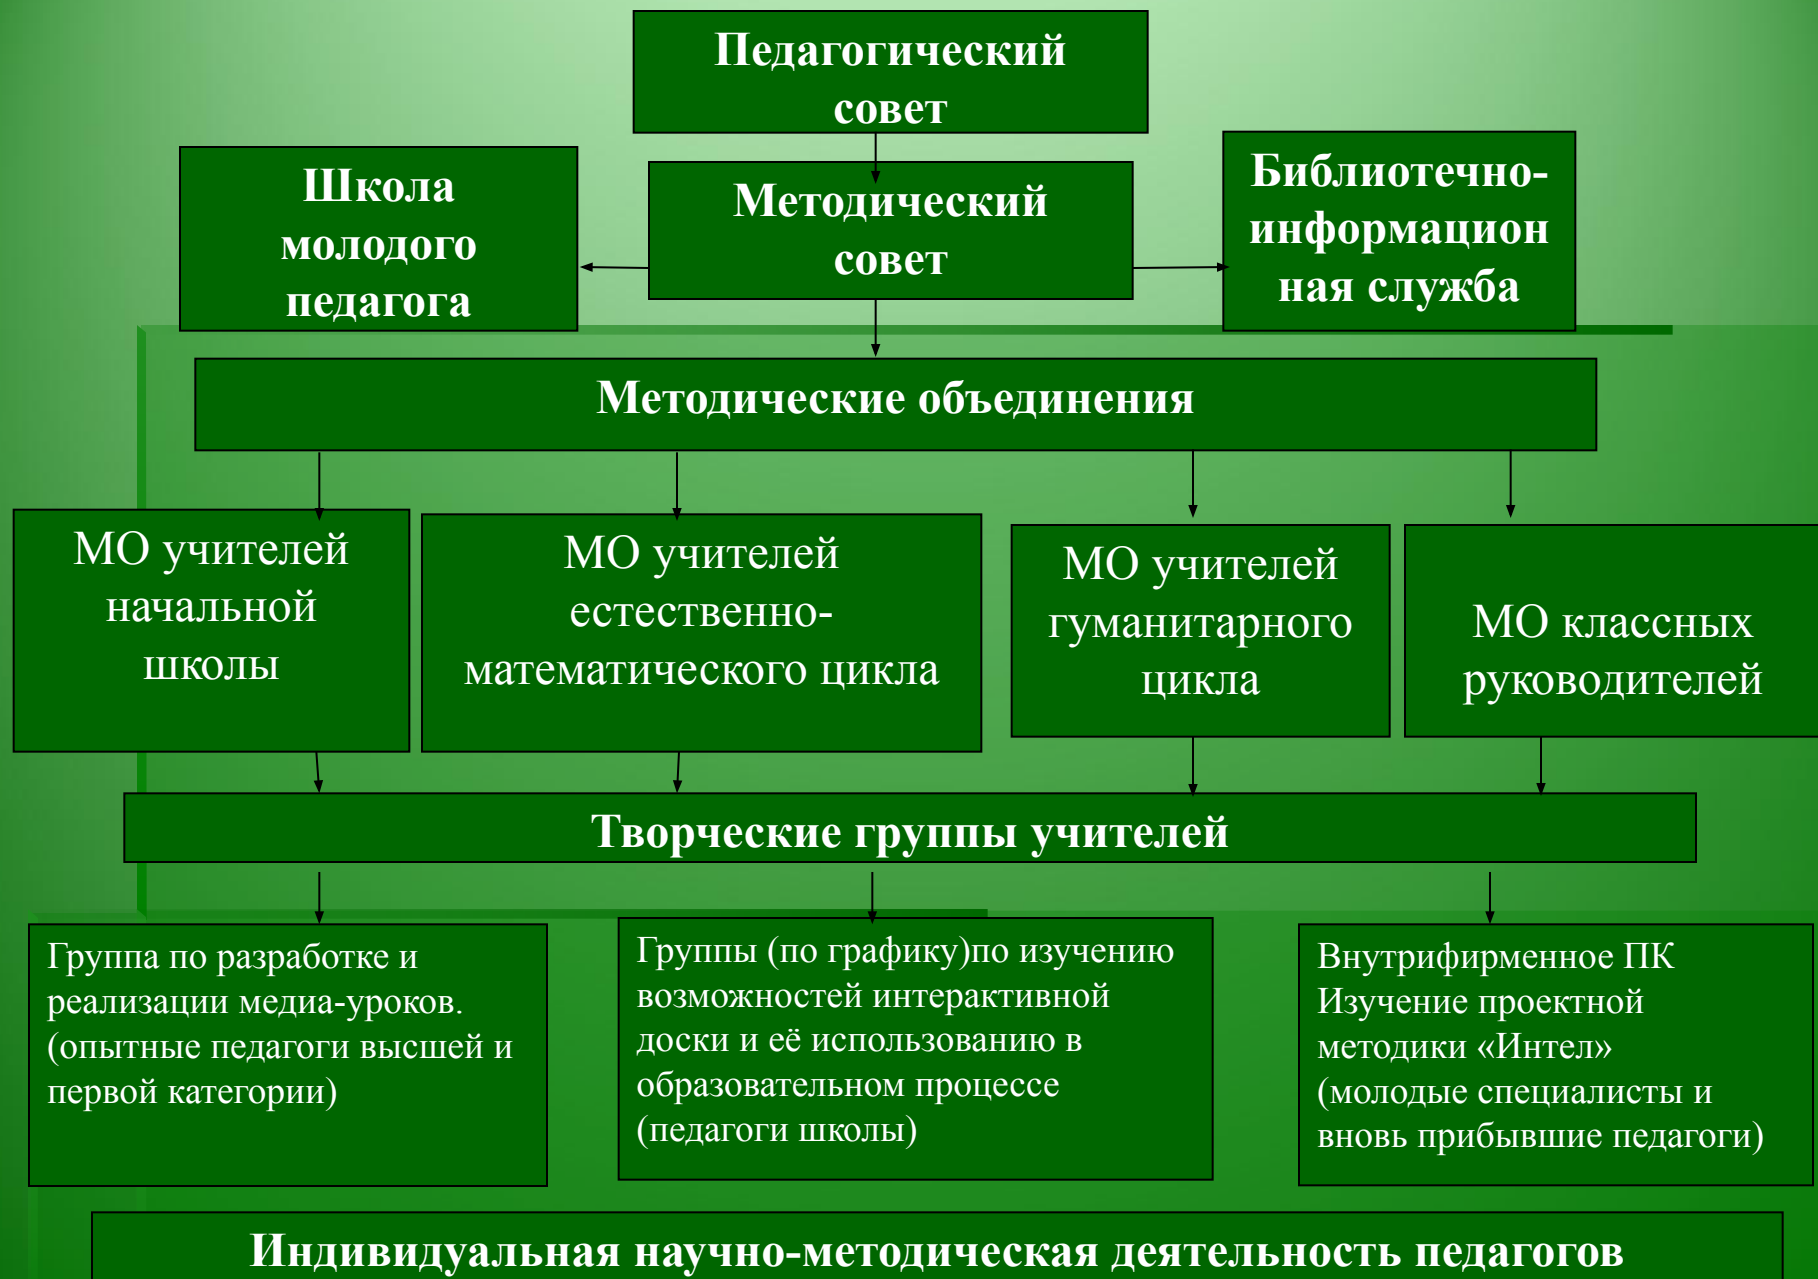 Педагогический
совет
Школа
молодого
педагога
Методический
совет
Библиотечно-
информацион
ная служба
Методические объединения
МО учителей
начальной
школы
МО учителей
естественно-
математического цикла
МО учителей
гуманитарного
цикла
МО классных
руководителей
Творческие группы учителей
Группа по разработке и
реализации медиа-уроков.
(опытные педагоги высшей и
первой категории)
Группы (по графику)по изучению
возможностей интерактивной
доски и её использованию в
образовательном процессе
(педагоги школы)
Внутрифирменное ПК
Изучение проектной
методики «Интел»
(молодые специалисты и
вновь прибывшие педагоги)
Индивидуальная научно-методическая деятельность педагогов